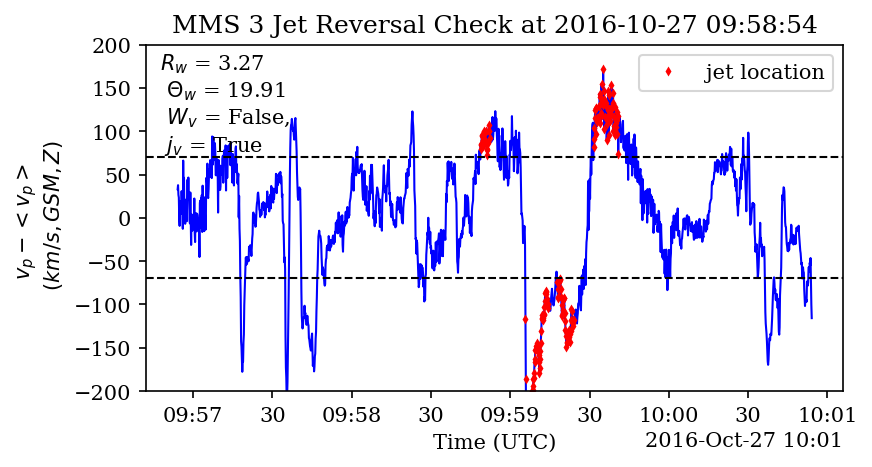 MMS 3 Jet Reversal Check at 2016-10-27 09:58:54
R_w = 3.27
Θ_w = 19.91
W_v = False,
j_v = True
jet location
v_p − < v_p >
(km/s, GSM, Z)
200
150
100
50
0
−50
−100
−150
−200
09:57 30 09:58 30 09:59 30 10:00 30 10:01
Time (UTC)
2016-Oct-27 10:01